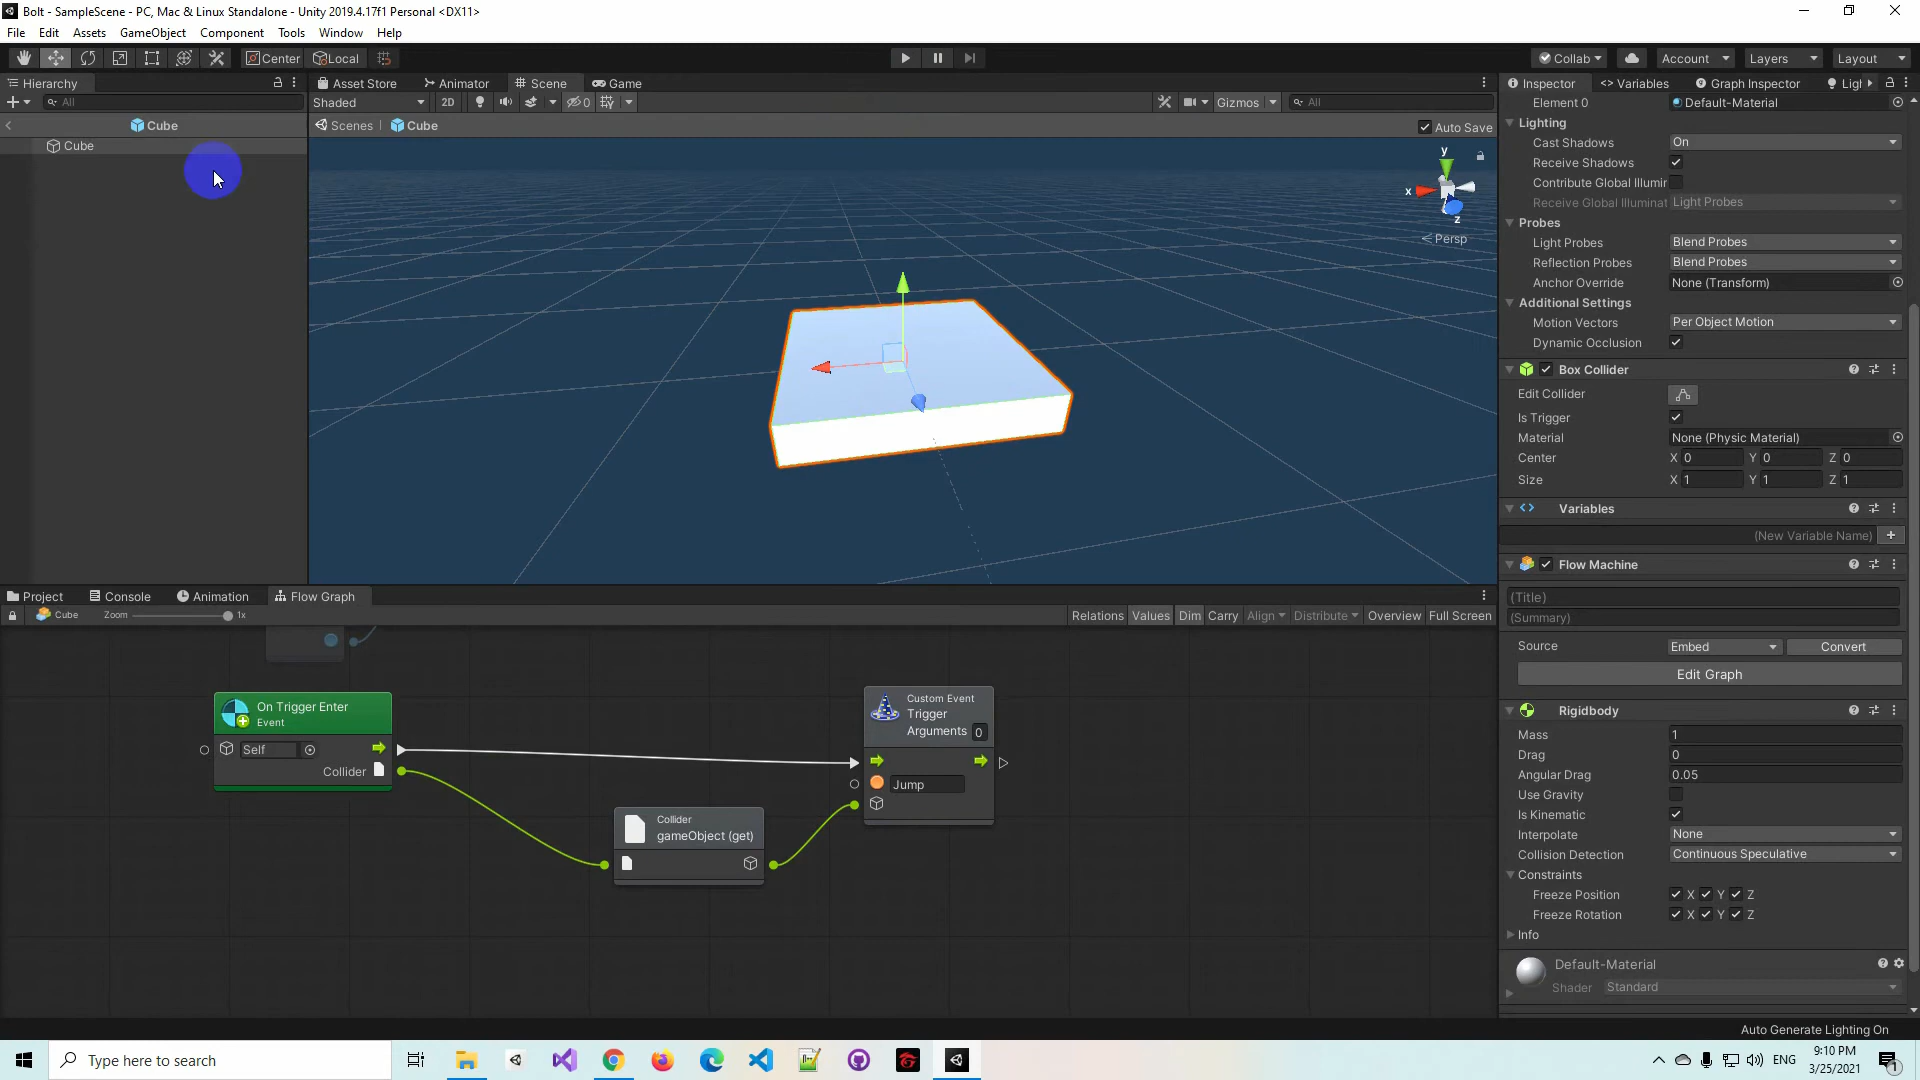 Bolt - SampleScene - PC, Mac & Linux Standalone - Unity 2019.4.17f1 Personal <DX11>
File Edit Assets GameObject Component Tools Window Help
Center Local Collab Account Layers Layout
Hierarchy Asset Store Animator Scene Game Inspector Variables Graph Inspector Ligl
All Shaded 2D 0 Gizmos All Element 0 Default-Material
Cube Scenes Cube Auto Save Lighting
Cube
Cast Shadows On
Receive Shadows
Contribute Global Illumir
Receive Global Illuminat Light Probes
Probes
Light Probes Blend Probes
Reflection Probes Blend Probes
Anchor Override None (Transform)
Additional Settings
Motion Vectors Per Object Motion
Dynamic Occlusion
y
x
z
Persp
Box Collider
Edit Collider
Is Trigger
Material None (Physic Material)
Center X 0 Y 0 Z 0
Size X 1 Y 1 Z 1
Variables
(New Variable Name)
Flow Machine
(Title)
(Summary)
Source Embed Convert
Edit Graph
Rigidbody
Mass 1
Drag 0
Angular Drag 0.05
Use Gravity
Is Kinematic
Interpolate None
Collision Detection Continuous Speculative
Constraints
Freeze Position X Y Z
Freeze Rotation X Y Z
Info
Default-Material
Shader Standard
Project Console Animation Flow Graph
Cube Zoom 1x Relations Values Dim Carry Align Distribute Overview Full Screen
On Trigger Enter
Event
Self
Collider
Collider
gameObject (get)
Custom Event
Trigger
Arguments 0
Jump
Auto Generate Lighting On
Type here to search
ENG
9:10 PM
3/25/2021
1